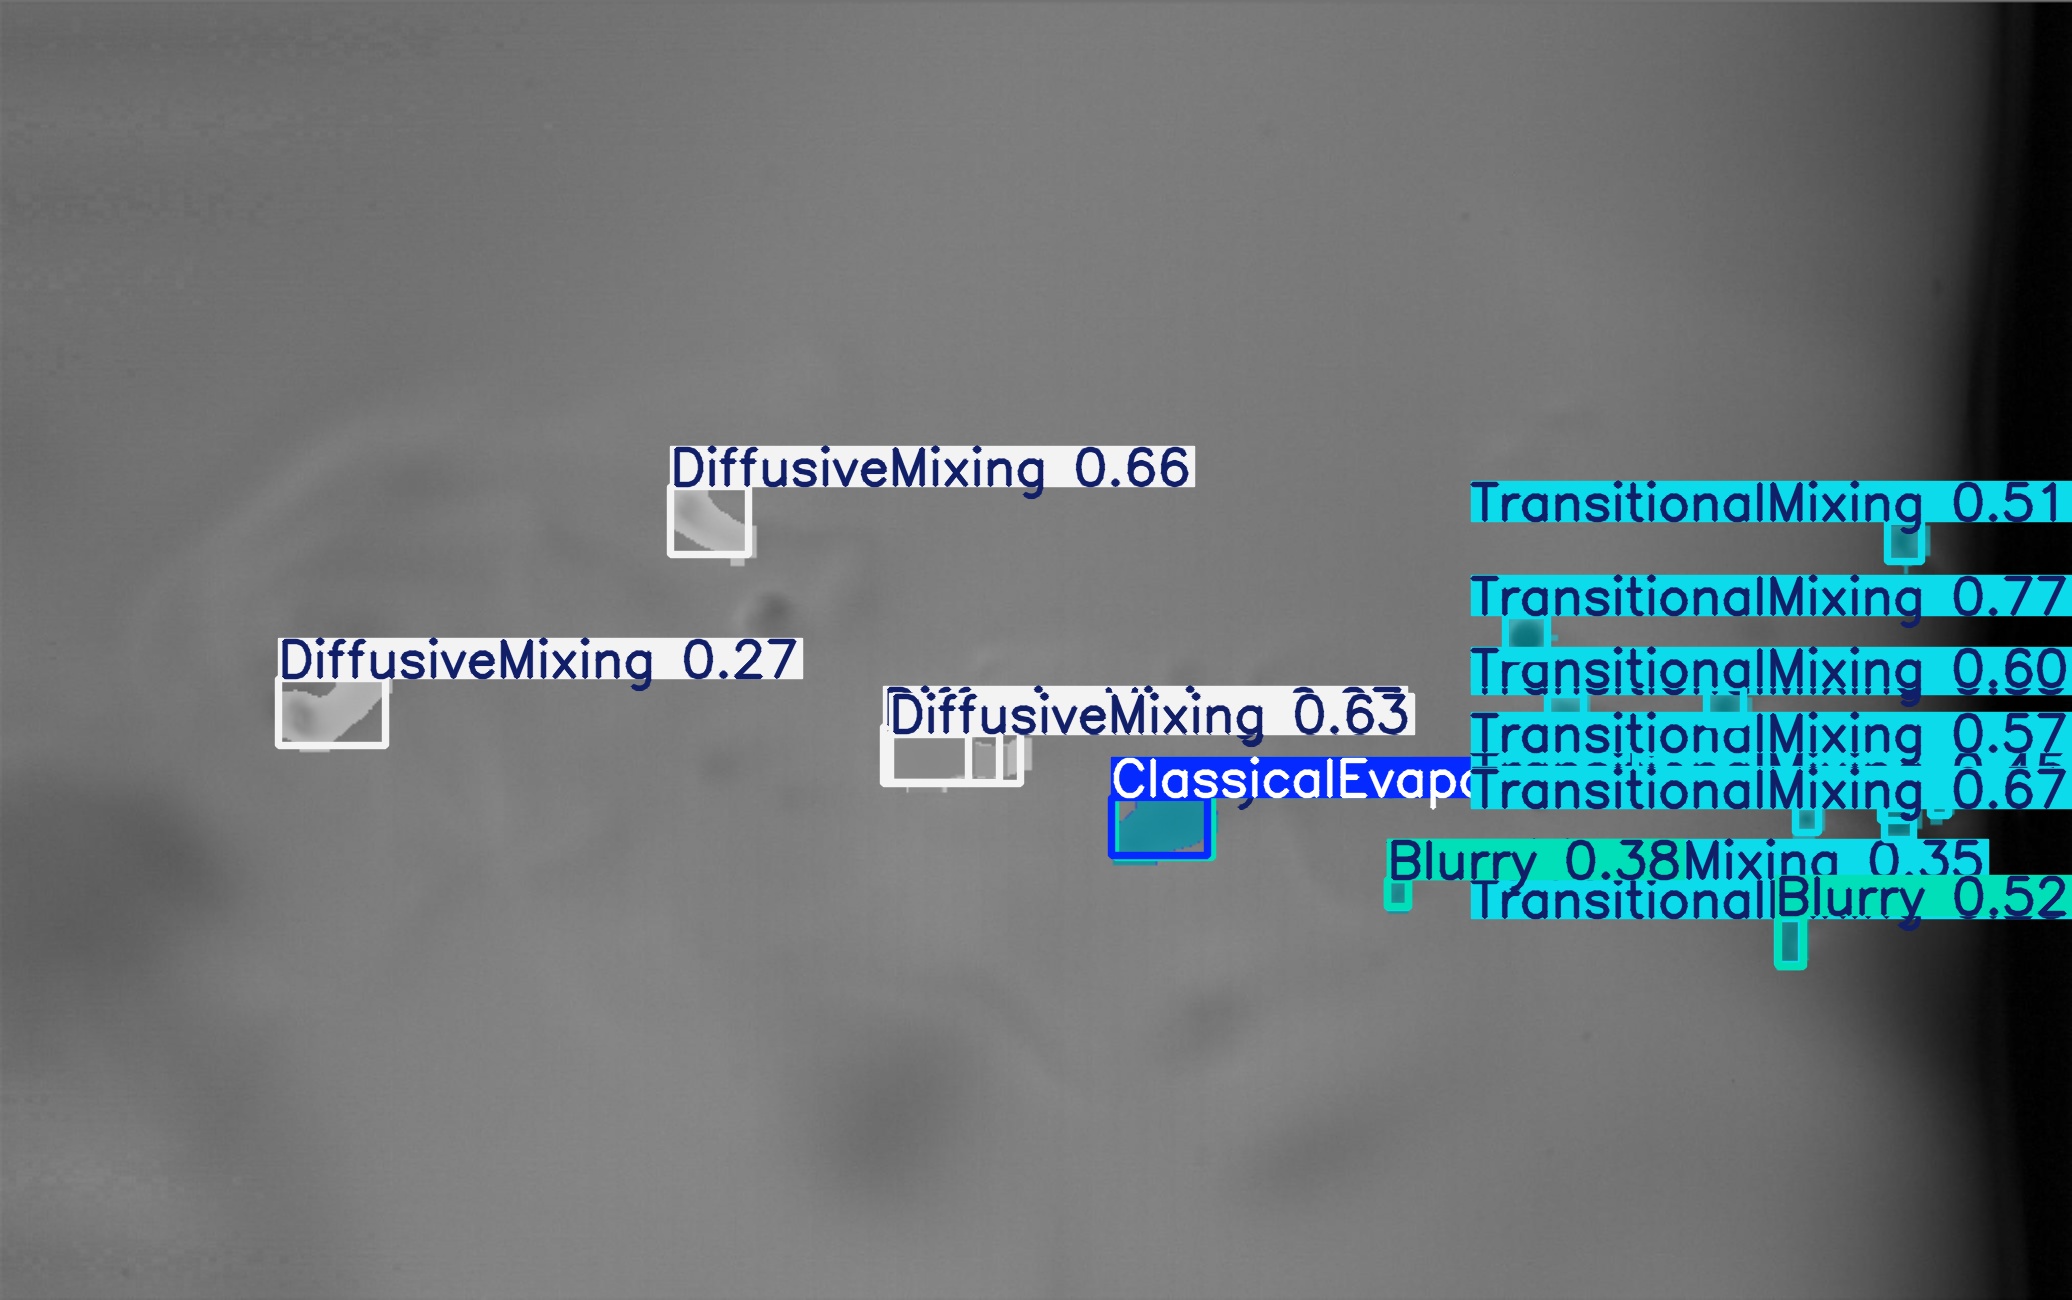 DiffusiveMixing 0.66
TransitionalMixing 0.51
TransitionalMixing 0.77
DiffusiveMixing 0.27
TransitionalMixing 0.60
DiffusiveMixing 0.63
TransitionalMixing 0.57
ClassicalEvapo
TransitionalMixing 0.67
Blurry 0.38
Mixing 0.35
Transitional
Blurry 0.52